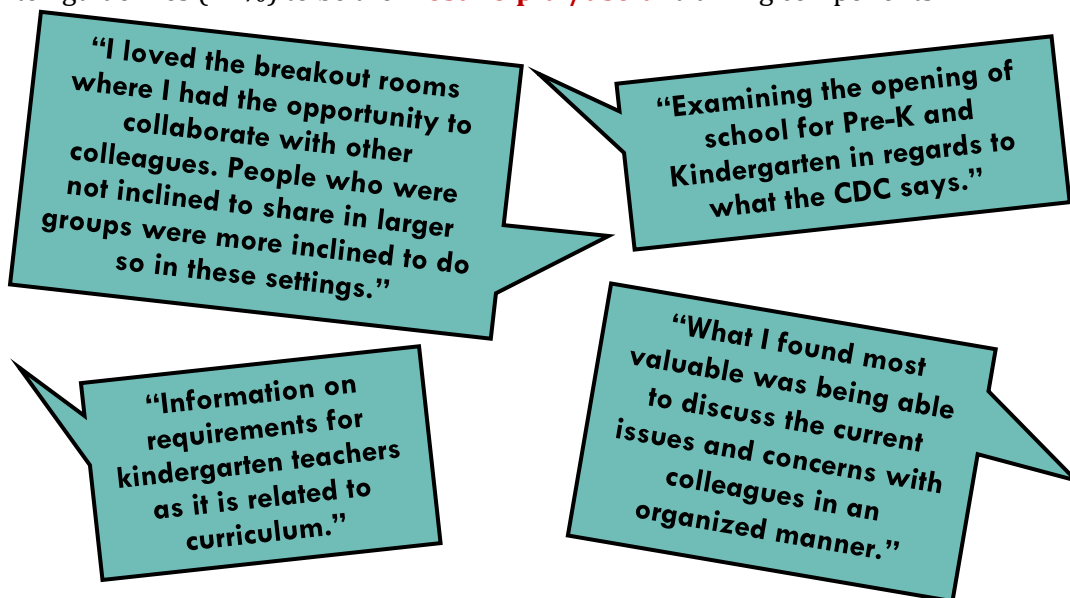 “I loved the breakout rooms
where I had the opportunity to
collaborate with other
colleagues. People who were
not inclined to share in larger
groups were more inclined to do
so in these settings.”
“Examining the opening of
school for Pre-K and
Kindergarten in regards to
what the CDC says.”
“Information on
requirements for
kindergarten teachers
as it is related to
curriculum.”
“What I found most
valuable was being able
to discuss the current
issues and concerns with
colleagues in an
organized manner.”